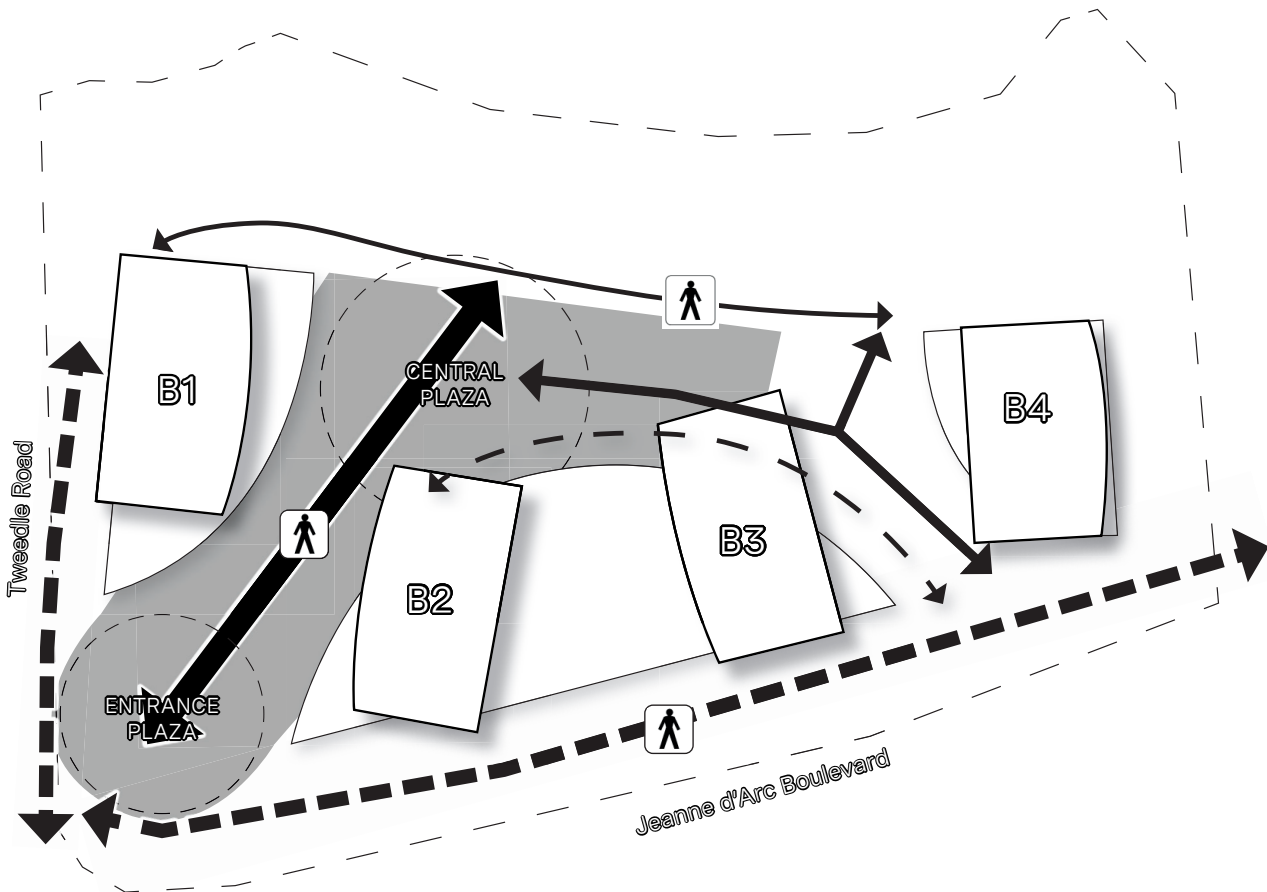 B1
CENTRAL
PLAZA
B4
Tweedle Road
B3
B2
ENTRANCE
PLAZA
Jeanne d'Arc Boulevard